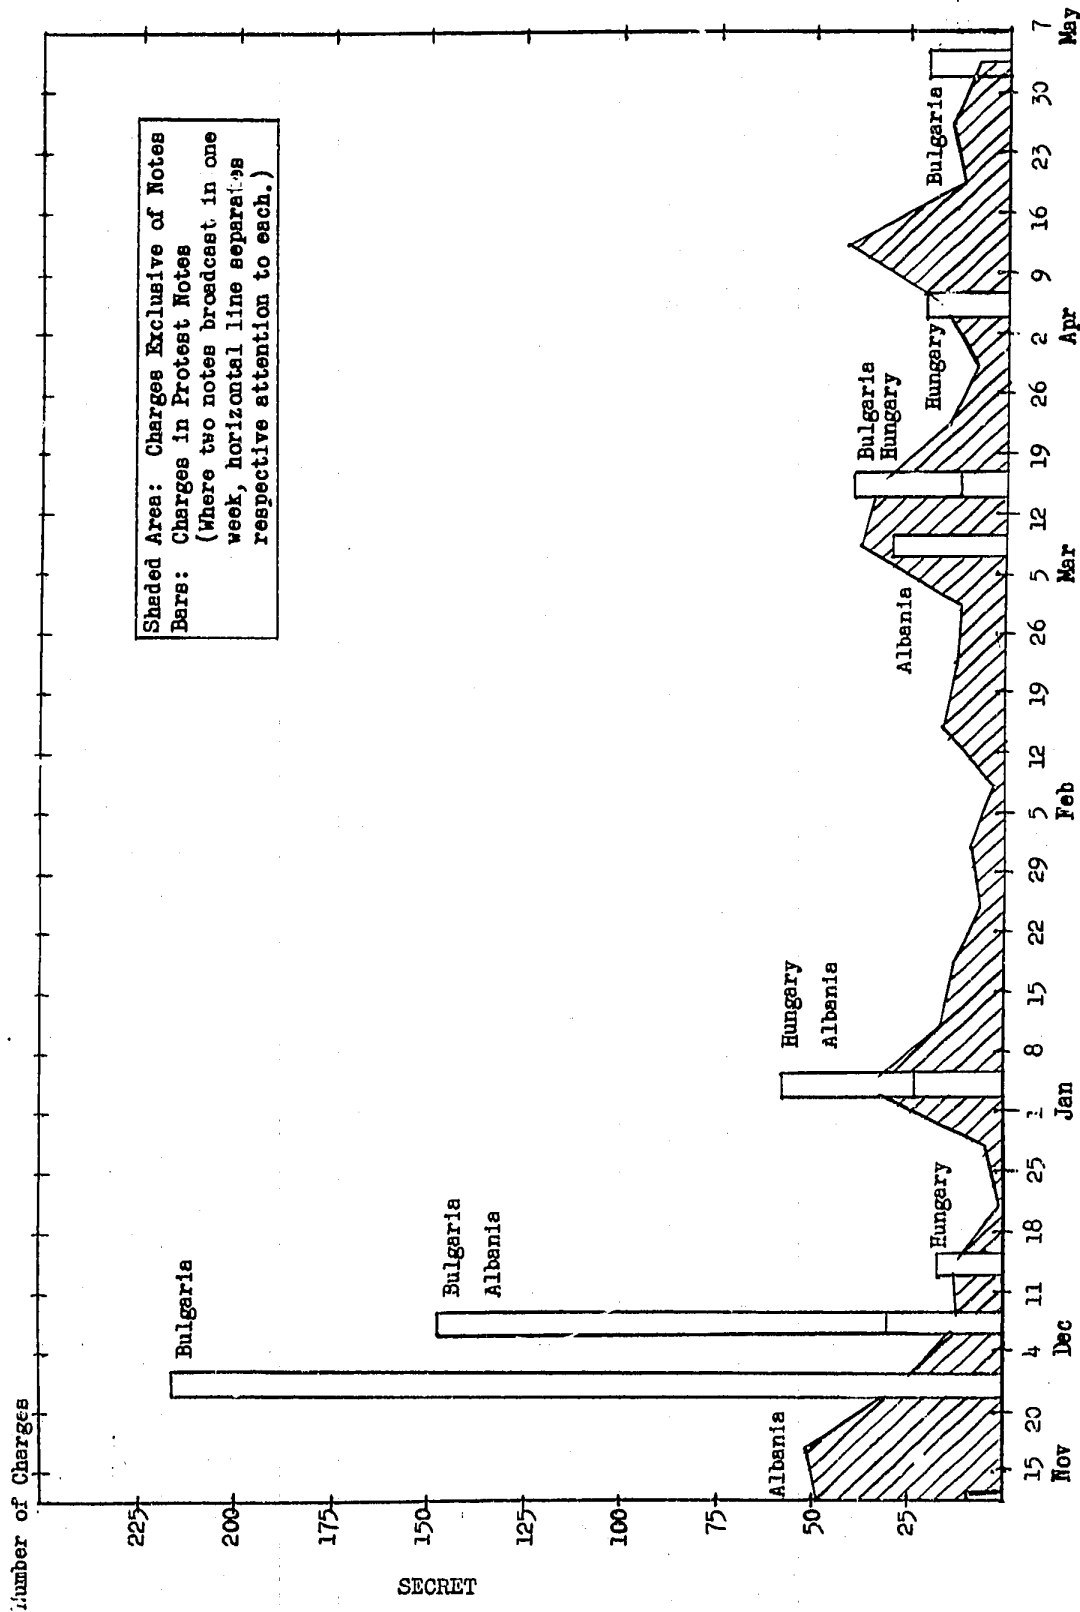 Number of Charges
Shaded Area: Charges Exclusive of Notes
Bars: Charges in Protest Notes
(Where two notes broadcast in one
week, horizontal line separates
respective attention to each.)
225
200
175
150
125
100
75
50
25
Albania
Bulgaria
Bulgaria
Albania
Hungary
Hungary
Albania
Albania
Bulgaria
Hungary
Hungary
Bulgaria
15 20 4 11 18 25 1 8 15 22 29 5 12 19 26 5 12 19 26 2 9 16 23 30 7
Nov Dec Jan Feb Mar Apr May
SECRET